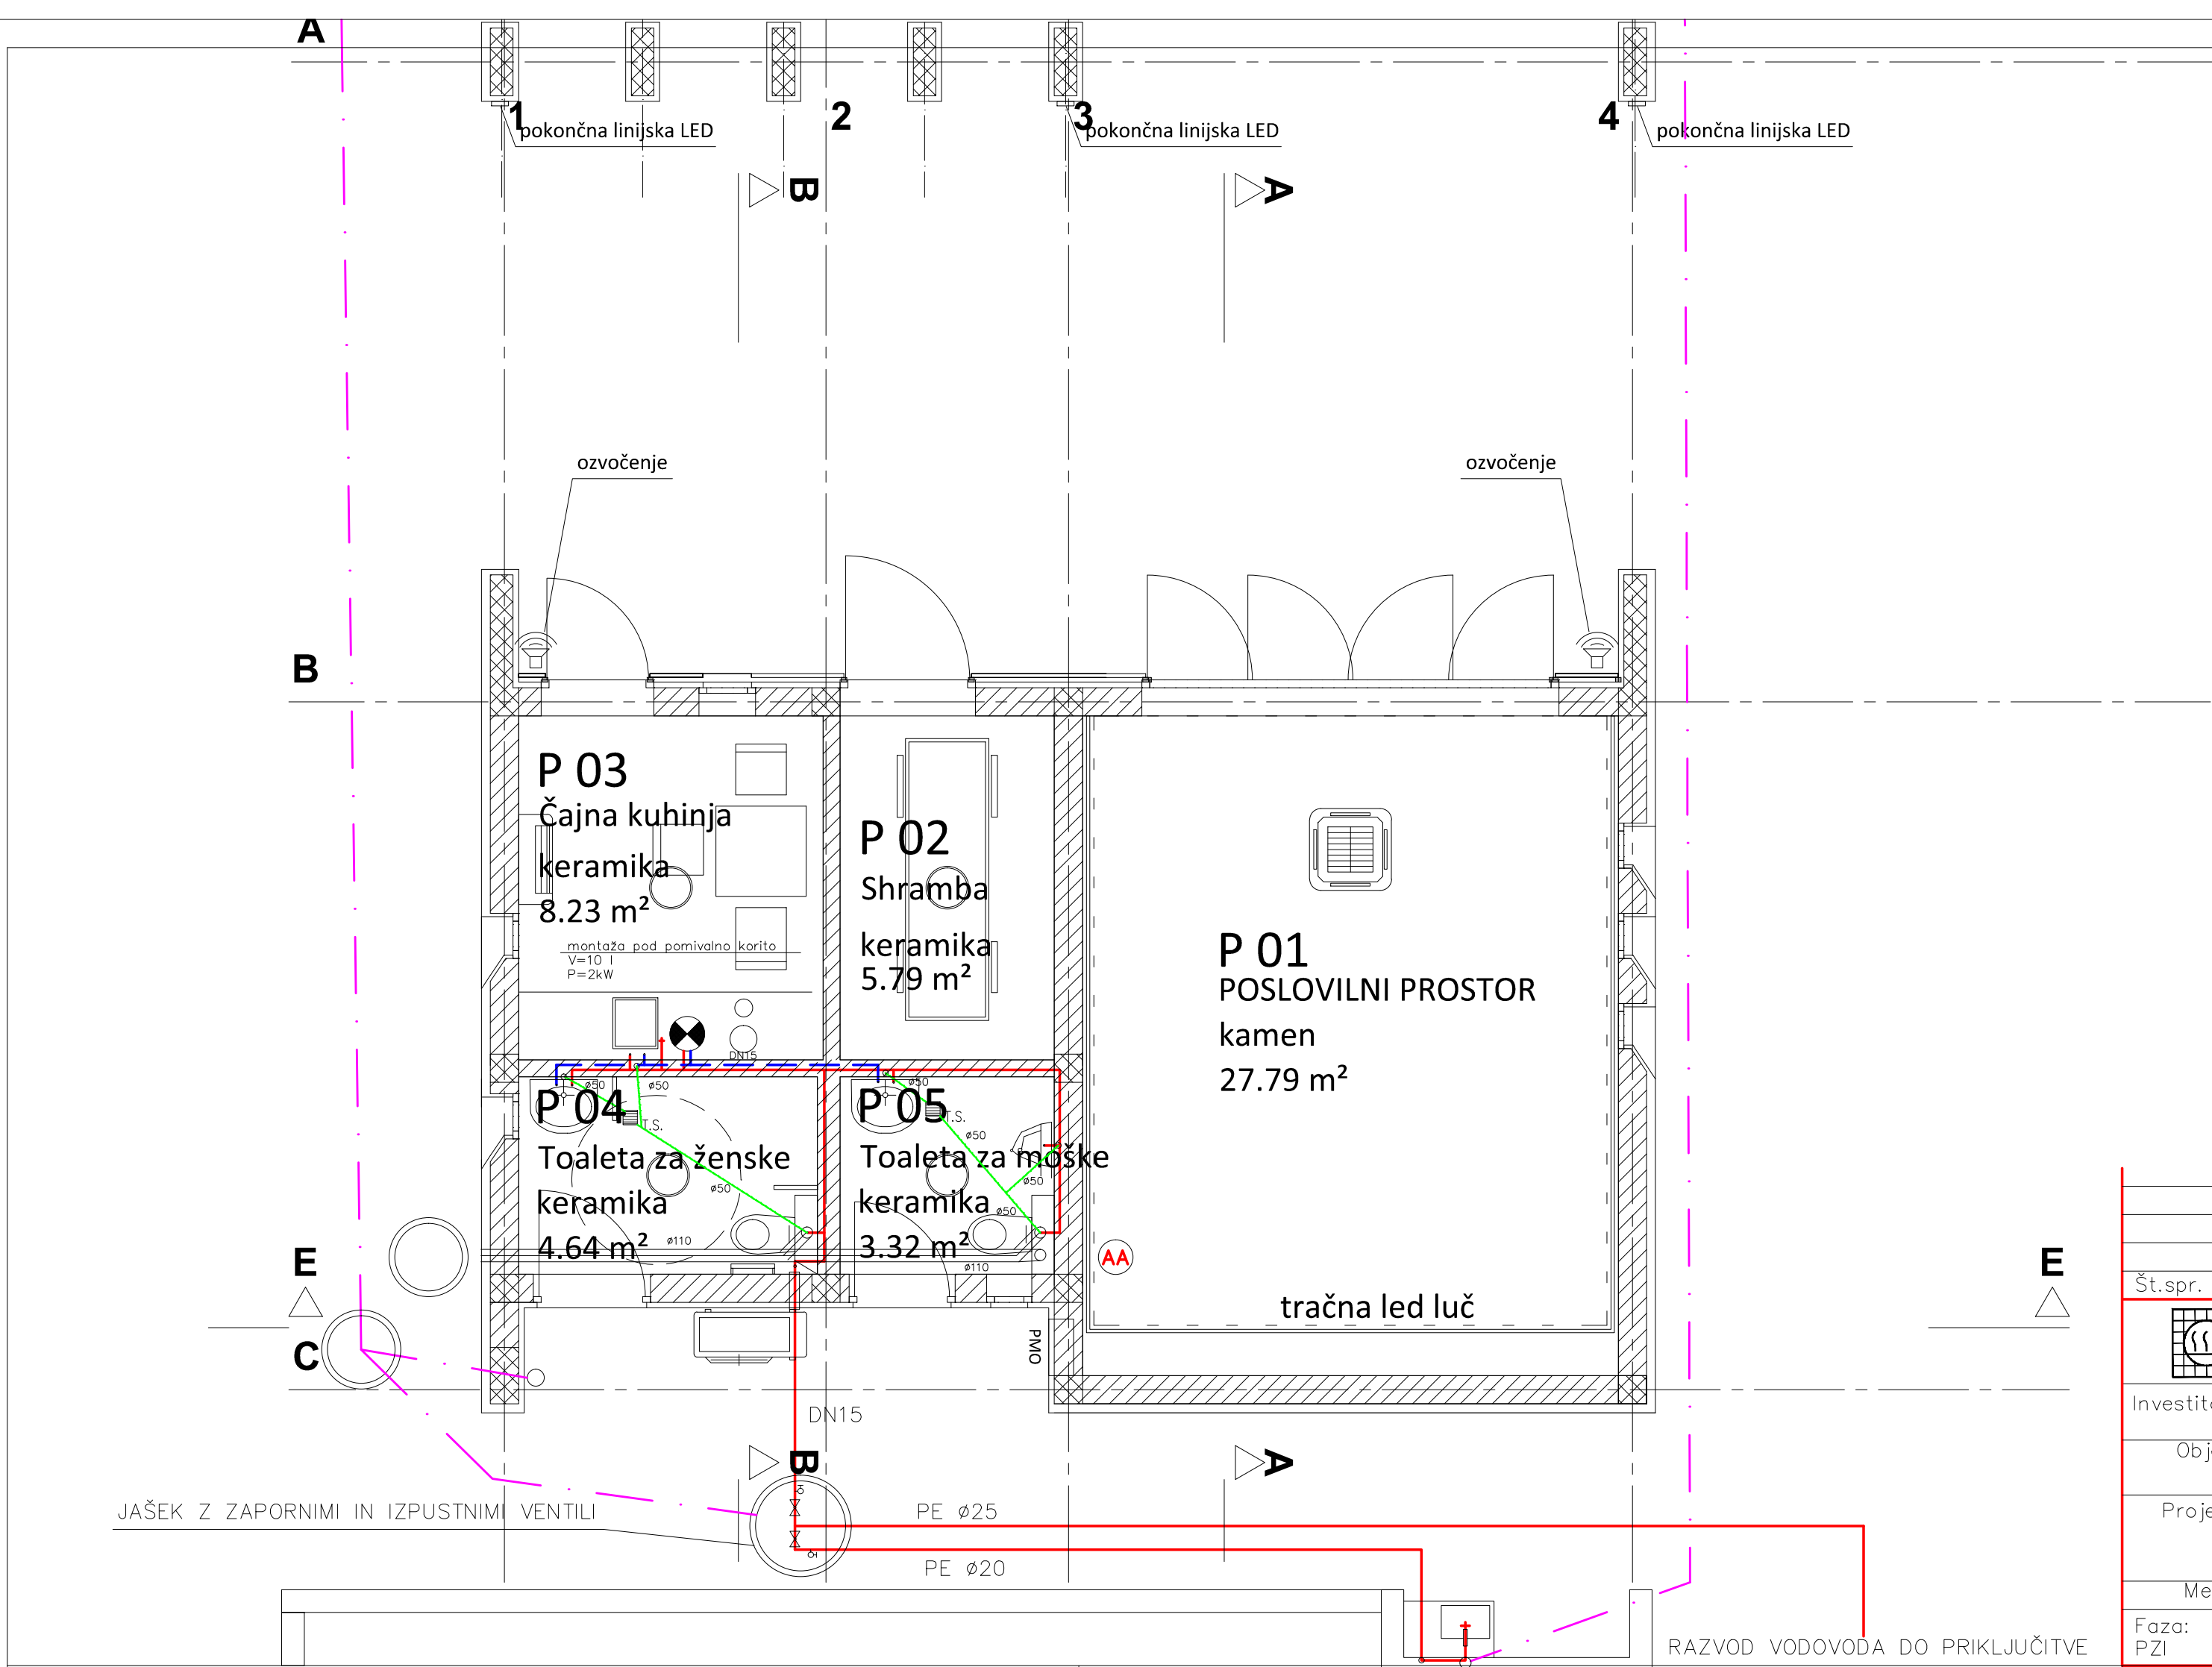 A
1
2
3
4
pokončna linijska LED
pokončna linijska LED
pokončna linijska LED
B
A
ozvočenje
ozvočenje
B
P 03
Čajna kuhinja
keramika
8.23 m²
montaža pod pomivalno korito
V=10 l
P=2kW
P 02
Shramba
keramika
5.79 m²
P 01
POSLOVILNI PROSTOR
kamen
27.79 m²
DN15
ø50
ø50
ø50
P 04
T.S.
Toaleta za ženske
keramika
4.64 m²
ø50
ø110
P 05
T.S.
ø50
Toaleta za moške
keramika
3.32 m²
ø50
ø50
ø110
AA
tračna led luč
PMO
E
E
C
DN15
B
A
JAŠEK Z ZAPORNIMI IN IZPUSTNIMI VENTILI
PE ø25
PE ø20
RAZVOD VODOVODA DO PRIKLJUČITVE
Št.spr.
Faza:
PZI